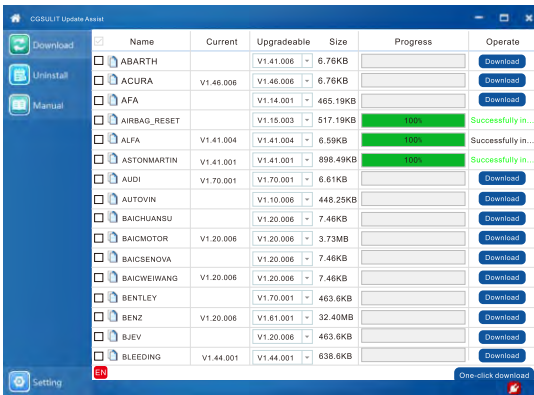 CGSULIT Update Assist
Download
Uninstall
Manual
Setting
Name Current Upgradeable Size Progress Operate
ABARTH V1.41.006 6.76KB Download
ACURA V1.46.006 V1.46.006 6.76KB Download
AFA V1.14.001 465.19KB Download
AIRBAG_RESET V1.15.003 517.19KB 100% Successfully in...
ALFA V1.41.004 V1.41.004 6.59KB 100% Successfully in...
ASTONMARTIN V1.41.001 V1.41.001 898.49KB 100% Successfully in...
AUDI V1.70.001 V1.70.001 6.61KB Download
AUTOVIN V1.10.006 448.25KB Download
BAICHUANSU V1.20.006 7.46KB Download
BAICMOTOR V1.20.006 V1.20.006 3.73MB Download
BAICSENOVA V1.20.006 7.46KB Download
BAICWEIWANG V1.20.006 V1.20.006 7.46KB Download
BENTLEY V1.70.001 463.6KB Download
BENZ V1.20.006 V1.61.001 32.40MB Download
BJEV V1.20.006 463.6KB Download
BLEEDING V1.44.001 V1.44.001 638.6KB Download
EN
One-click download